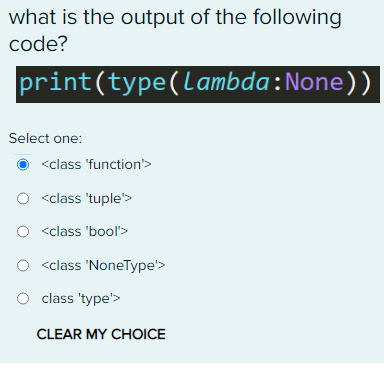 what is the output of the following
code?
print(type(lambda:None))
Select one:
<class 'function'>
<class 'tuple'>
<class 'bool'>
<class 'NoneType'>
class 'type'>
CLEAR MY CHOICE